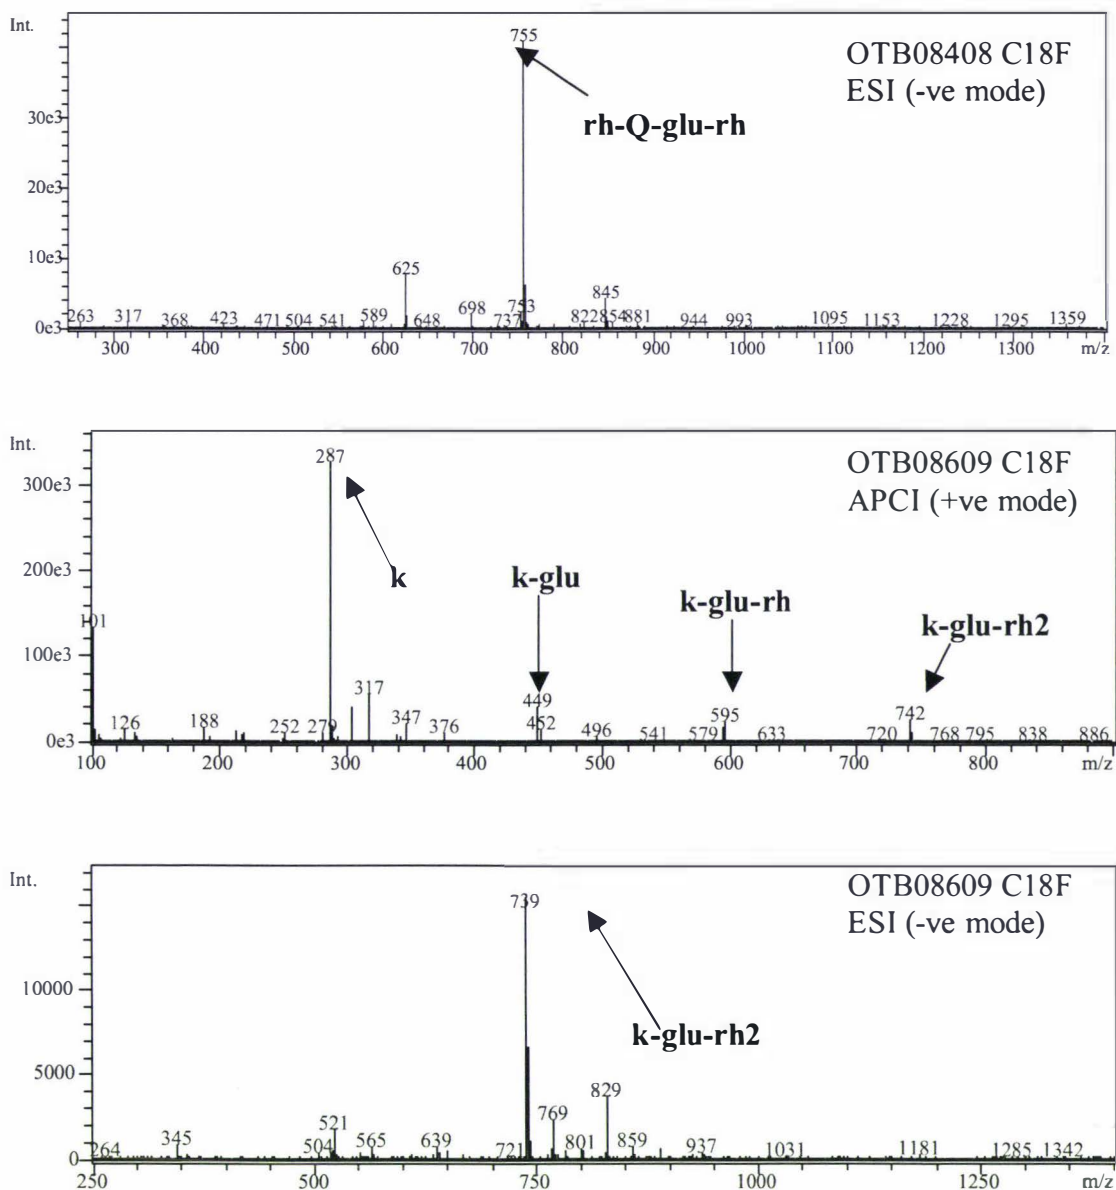 Int.
755
OTB08408 C18F
ESI (-ve mode)
rh-Q-glu-rh
30e3
20e3
10e3
0e3
263 317 368 423 471 504 541 589 625 648 698 737 753 822 845 854 881 944 993 1095 1153 1228 1295 1359
300 400 500 600 700 800 900 1000 1100 1200 1300 m/z
Int.
287
OTB08609 C18F
APCI (+ve mode)
300e3
200e3
100e3
0e3
k
k-glu
k-glu-rh
k-glu-rh2
101 126 188 252 279 317 347 376 449 452 496 541 579 595 633 720 742 768 795 838 886
100 200 300 400 500 600 700 800 m/z
Int.
739
OTB08609 C18F
ESI (-ve mode)
k-glu-rh2
10000
5000
0
264 345 504 521 565 639 721 769 801 829 859 937 1031 1181 1285 1342
250 500 750 1000 1250 m/z